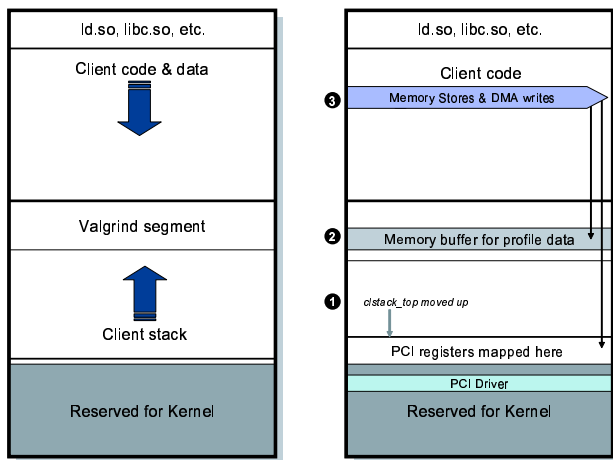 ld.so, libc.so, etc.
Client code & data
Valgrind segment
Client stack
Reserved for Kernel
ld.so, libc.so, etc.
Client code
3
Memory Stores & DMA writes
2
Memory buffer for profile data
1
clstack_top moved up
PCI registers mapped here
PCI Driver
Reserved for Kernel